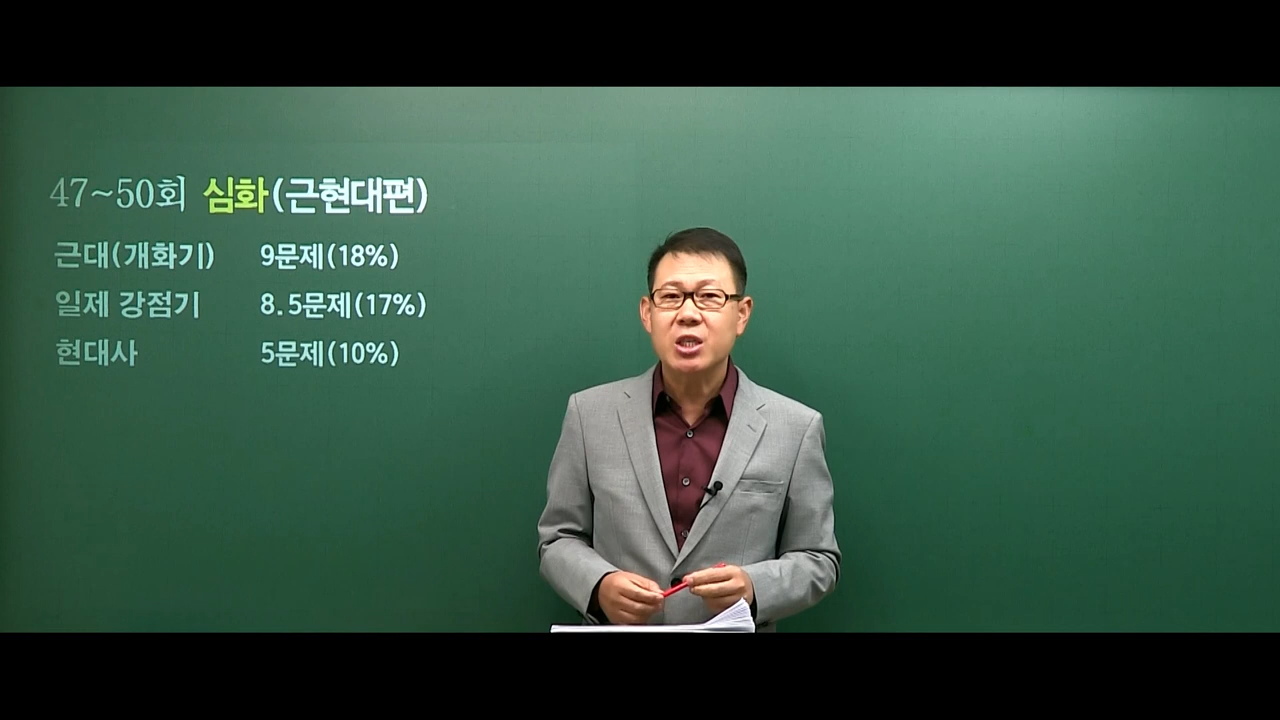 47~50회 심화(근현대편)
근대(개화기) 9문제(18%)
일제 강점기 8.5문제(17%)
현대사 5문제(10%)